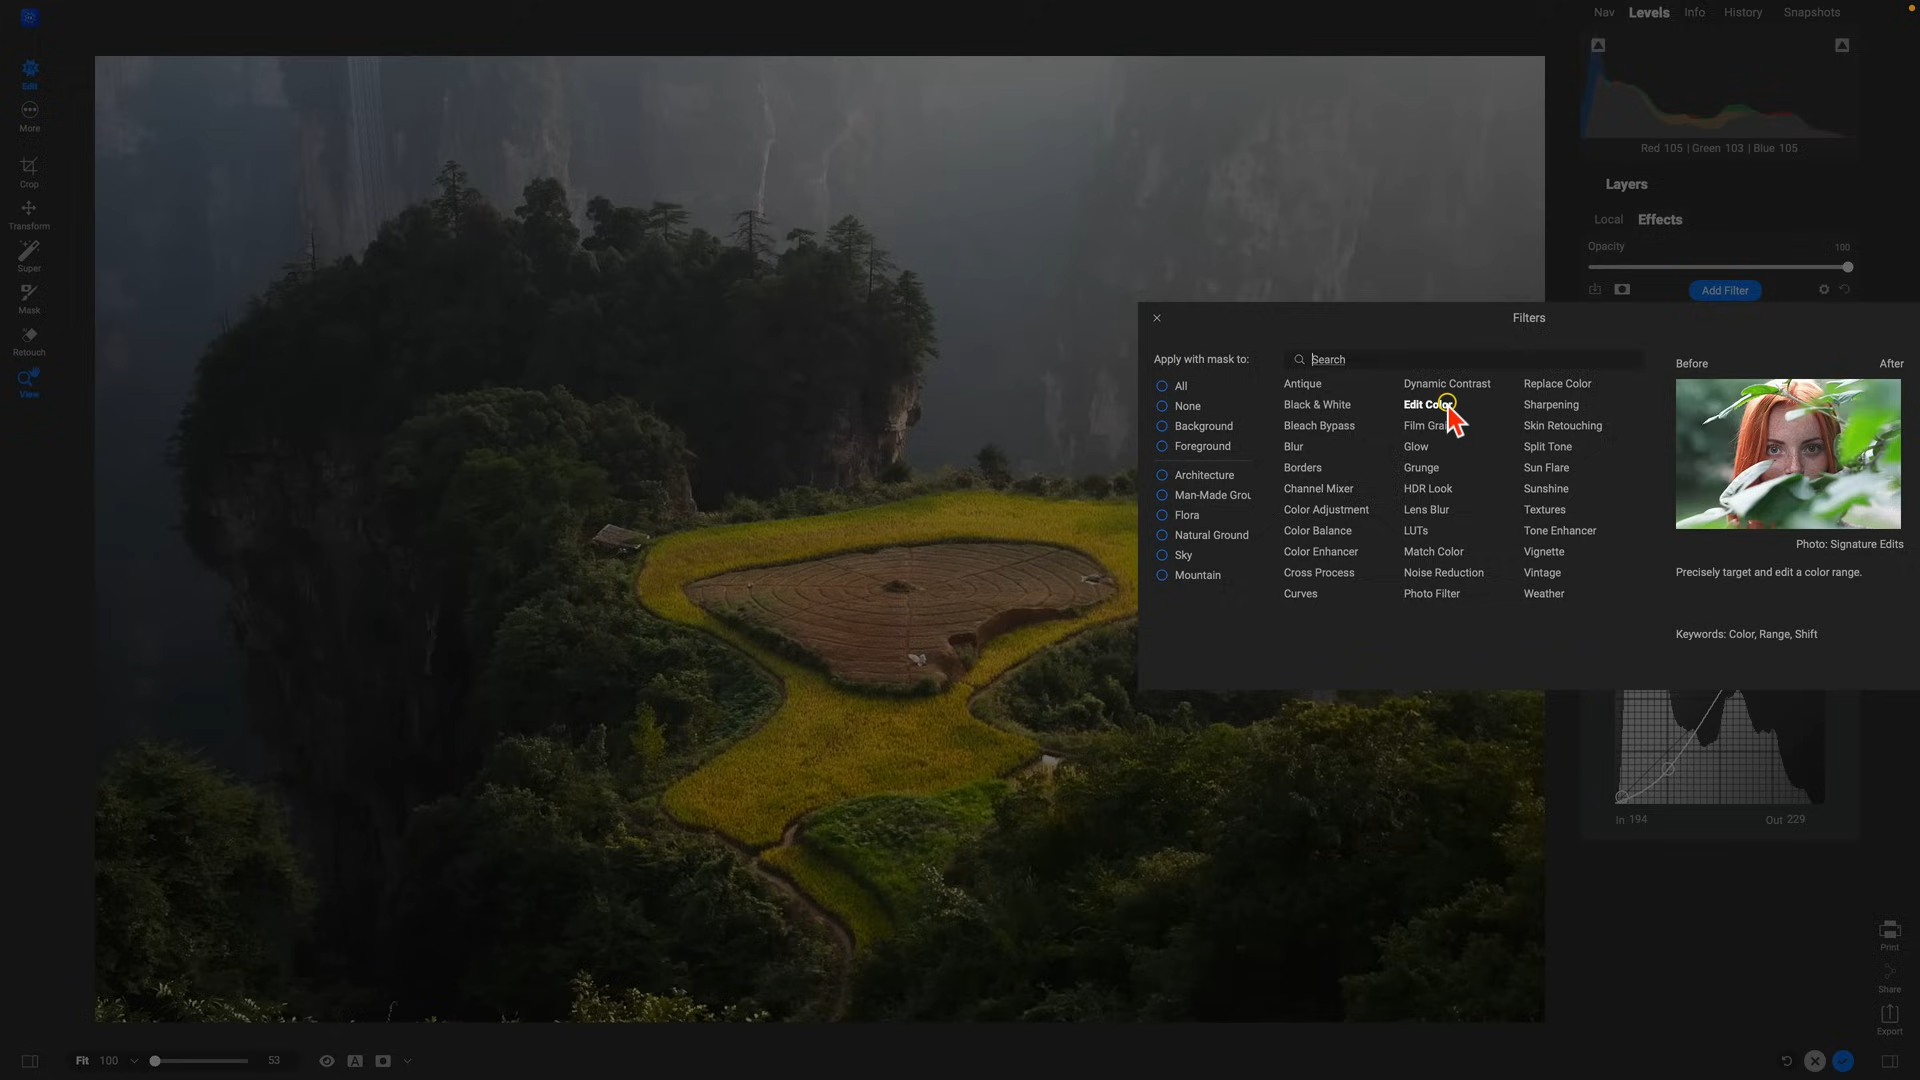 Nav Levels Info History Snapshots
Edit
More
Crop
Transform
Super
Mask
Retouch
View
Red 105 | Green 103 | Blue 105
Layers
Local Effects
Opacity 100
Add Filter
Filters
Apply with mask to:
All
None
Background
Foreground
Architecture
Man-Made Grou
Flora
Natural Ground
Sky
Mountain
Search
Antique
Black & White
Bleach Bypass
Blur
Borders
Channel Mixer
Color Adjustment
Color Balance
Color Enhancer
Cross Process
Curves
Dynamic Contrast
Edit Color
Film Gra
Glow
Grunge
HDR Look
Lens Blur
LUTs
Match Color
Noise Reduction
Photo Filter
Replace Color
Sharpening
Skin Retouching
Split Tone
Sun Flare
Sunshine
Textures
Tone Enhancer
Vignette
Vintage
Weather
Before After
Photo: Signature Edits
Precisely target and edit a color range.
Keywords: Color, Range, Shift
In 194 Out 229
Print
Share
Export
Fit 100 53
A